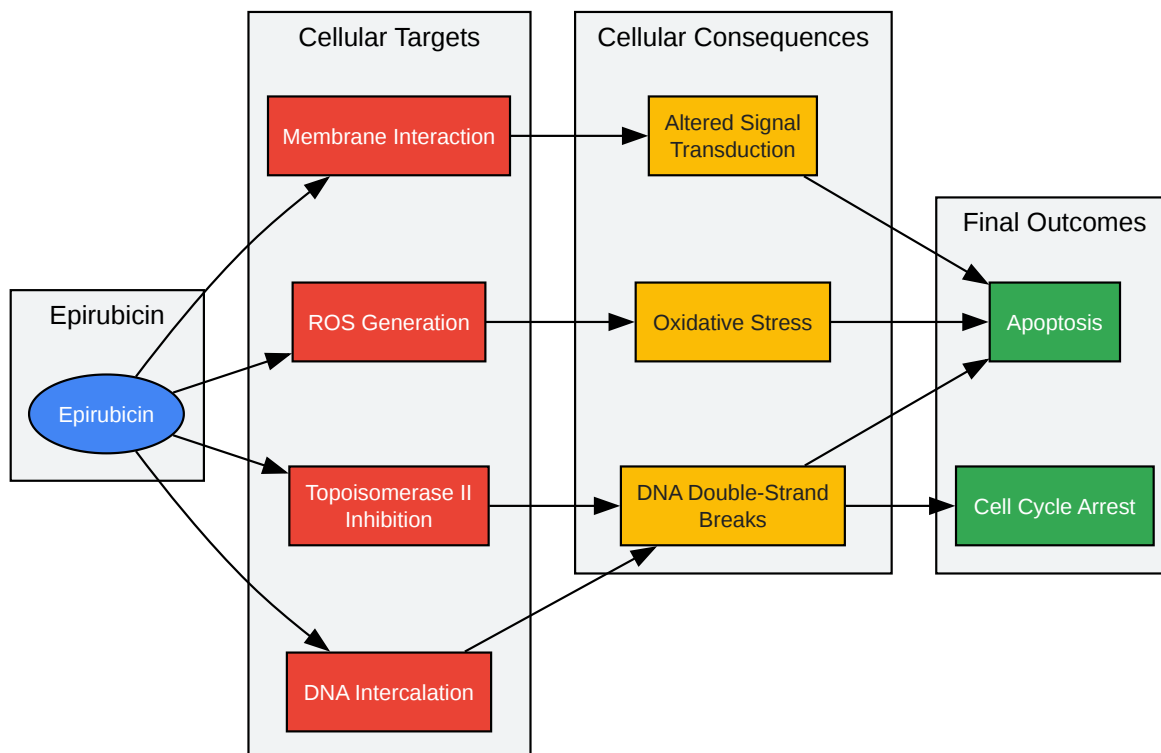 Cellular Targets
Cellular Consequences
Membrane Interaction
Altered Signal
Transduction
Final Outcomes
Epirubicin
ROS Generation
Oxidative Stress
Apoptosis
Epirubicin
Topoisomerase II
Inhibition
DNA Double-Strand
Breaks
Cell Cycle Arrest
DNA Intercalation